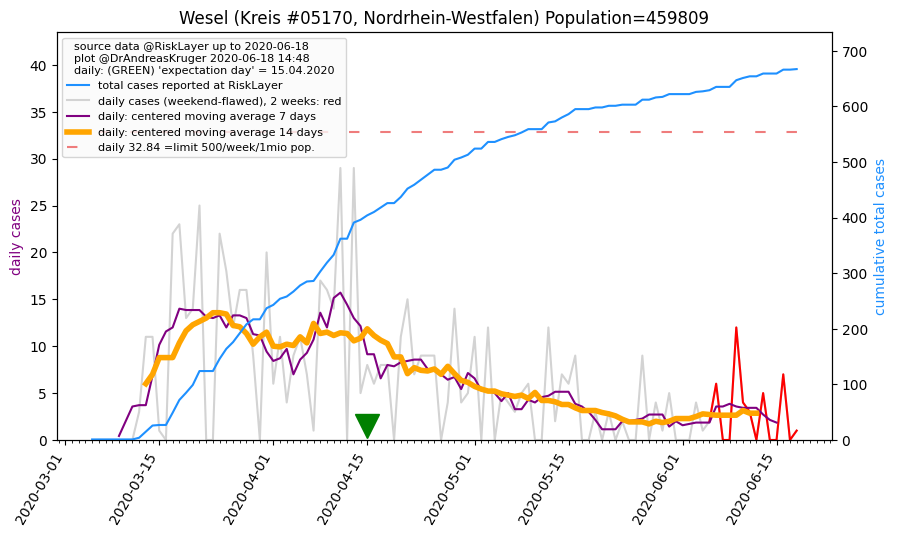 Wesel (Kreis #05170, Nordrhein-Westfalen) Population=459809
source data @RiskLayer up to 2020-06-18
plot @DrAndreasKruger 2020-06-18 14:48
daily: (GREEN) 'expectation day' = 15.04.2020
total cases reported at RiskLayer
daily cases (weekend-flawed), 2 weeks: red
daily: centered moving average 7 days
daily: centered moving average 14 days
daily 32.84 =limit 500/week/1mio pop.
daily cases
40
35
30
25
20
15
10
5
0
700
600
500
400
300
200
100
0
cumulative total cases
2020-03-01
2020-03-15
2020-04-01
2020-04-15
2020-05-01
2020-05-15
2020-06-01
2020-06-15